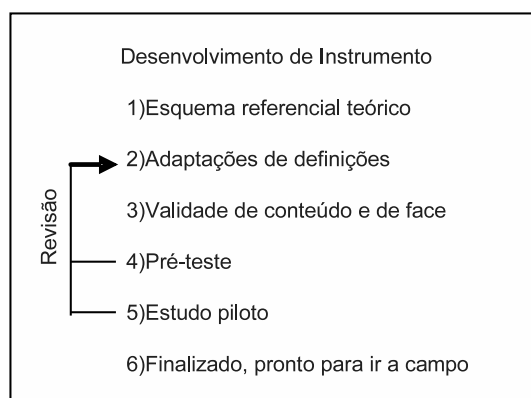 Desenvolvimento de Instrumento
1)Esquema referencial teórico
2)Adaptações de definições
3)Validade de conteúdo e de face
4)Pré-teste
5)Estudo piloto
6)Finalizado, pronto para ir a campo
Revisão